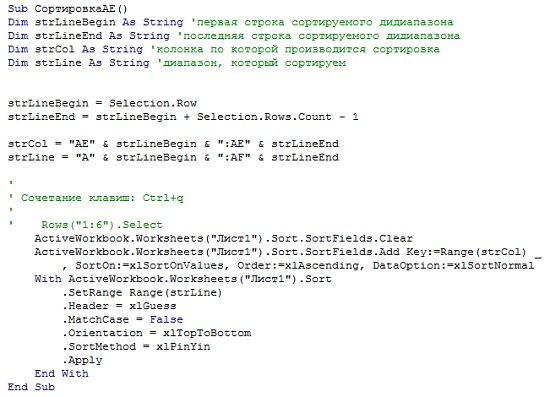 Sub СортировкаAE()
Dim strLineBegin As String 'первая строка сортируемого дидиапазона
Dim strLineEnd As String 'последняя строка сортируемого дидиапазона
Dim strCol As String 'колонка по которой производится сортировка
Dim strLine As String 'диапазон, который сортируем
strLineBegin = Selection.Row
strLineEnd = strLineBegin + Selection.Rows.Count - 1
strCol = "AE" & strLineBegin & ":AE" & strLineEnd
strLine = "A" & strLineBegin & ":AF" & strLineEnd
'
' Сочетание клавиш: Ctrl+q
'
'    Rows("1:6").Select
    ActiveWorkbook.Worksheets("Лист1").Sort.SortFields.Clear
    ActiveWorkbook.Worksheets("Лист1").Sort.SortFields.Add Key:=Range(strCol) _
        , SortOn:=xlSortOnValues, Order:=xlAscending, DataOption:=xlSortNormal
    With ActiveWorkbook.Worksheets("Лист1").Sort
        .SetRange Range(strLine)
        .Header = xlGuess
        .MatchCase = False
        .Orientation = xlTopToBottom
        .SortMethod = xlPinYin
        .Apply
    End With
End Sub